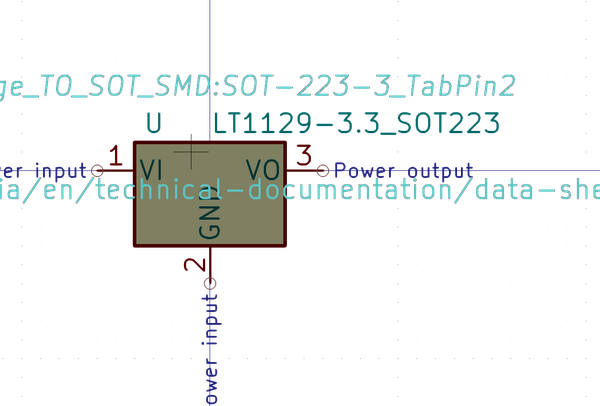 ge_TO_SOT_SMD:SOT-223-3_TabPin2
U LT1129-3.3_SOT223
1 VI VO 3
er input Power output
ia/en/technical-documentation/data-she
GND
2
ower input